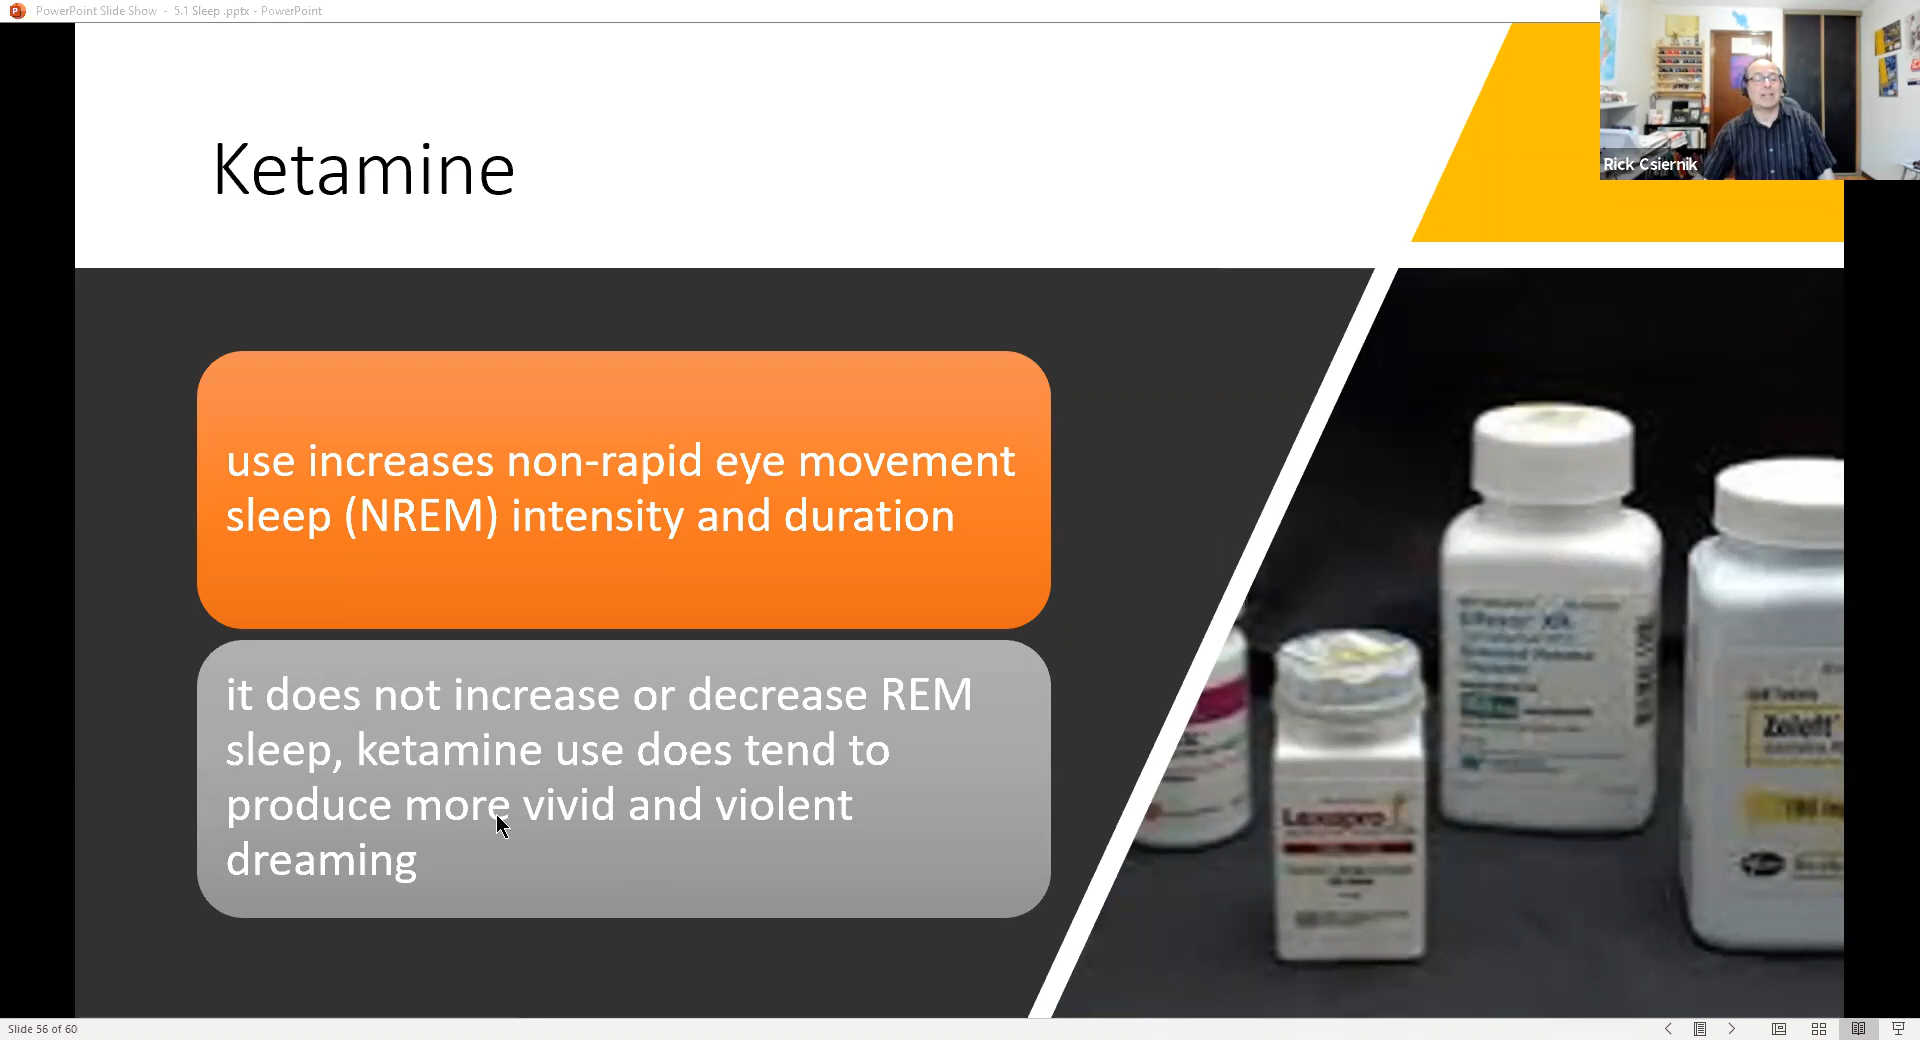 PowerPoint Slide Show - 5.1 Sleep .pptx - PowerPoint
Rick Csiernik
Ketamine
use increases non-rapid eye movement
sleep (NREM) intensity and duration
it does not increase or decrease REM
sleep, ketamine use does tend to
produce more vivid and violent
dreaming
Effexor XR
Lexapro
Zoloft
Slide 56 of 60